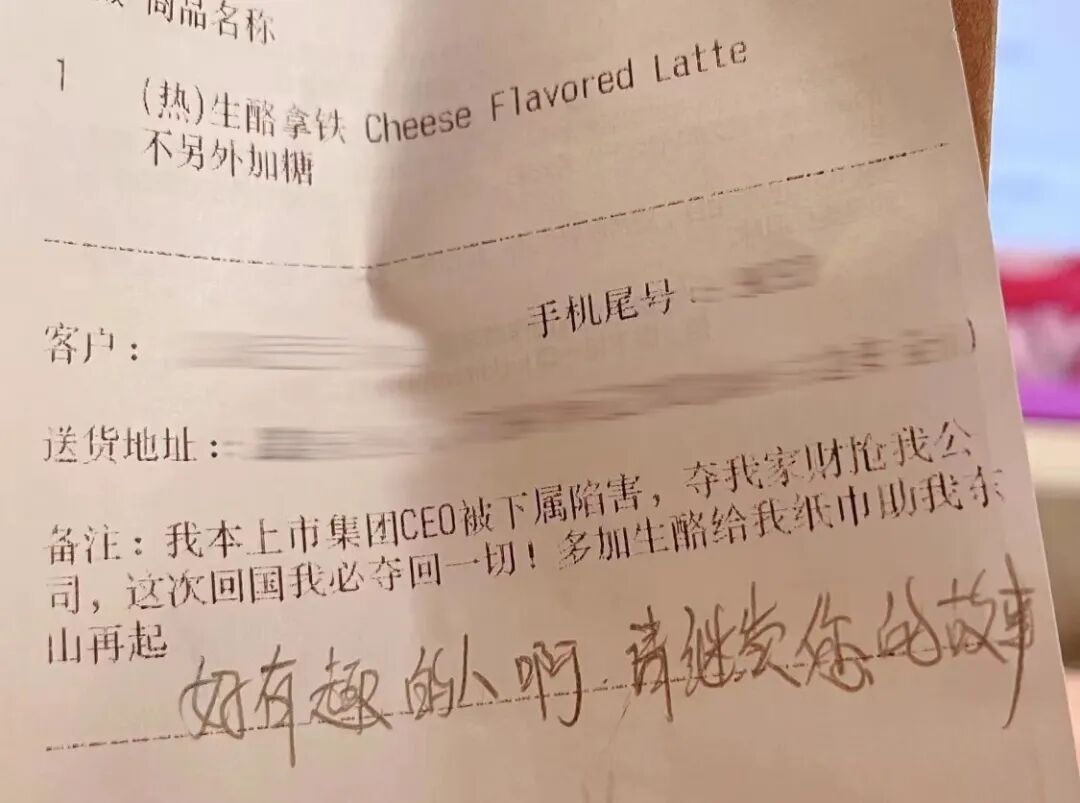 商品名称
1 (热)生酪拿铁 Cheese Flavored Latte
不另外加糖
客户：
手机尾号
送货地址：
备注：我本上市集团CEO被下属陷害，夺我家财抢我公
司，这次回国我必夺回一切！多加生酪给我纸巾助我东
山再起
好有趣的人啊．请继续你的故事